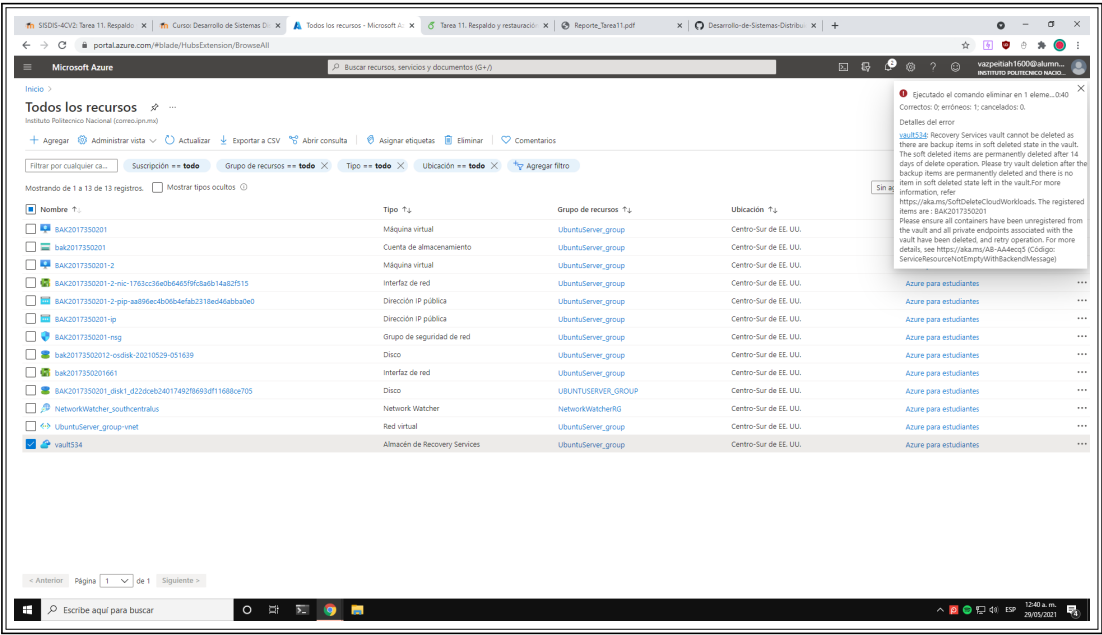 SISDIS-4CV2: Tarea 11. Respaldo
Curso: Desarrollo de Sistemas Di
Todos los recursos - Microsoft Az
Tarea 11. Respaldo y restauración
Reporte_Tarea11.pdf
Desarrollo-de-Sistemas-Distribui
portal.azure.com/#blade/HubsExtension/BrowseAll
Microsoft Azure
Buscar recursos, servicios y documentos (G+/)
vazpeitiah1600@alumn...
INSTITUTO POLITECNICO NACIO...
Inicio >
Todos los recursos
Instituto Politecnico Nacional (correo.ipn.mx)
Agregar Administrar vista Actualizar Exportar a CSV Abrir consulta Asignar etiquetas Eliminar Comentarios
Filtrar por cualquier ca... Suscripción == todo Grupo de recursos == todo Tipo == todo Ubicación == todo Agregar filtro
Mostrando de 1 a 13 de 13 registros. Mostrar tipos ocultos
Sin ag
Ejecutado el comando eliminar en 1 eleme... 0:40
Correctos: 0; erróneos: 1; cancelados: 0.
Detalles del error
vault534: Recovery Services vault cannot be deleted as
there are backup items in soft deleted state in the vault.
The soft deleted items are permanently deleted after 14
days of delete operation. Please try vault deletion after the
backup items are permanently deleted and there is no
item in soft deleted state left in the vault.For more
information, refer
https://aka.ms/SoftDeleteCloudWorkloads. The registered
items are : BAK2017350201
Please ensure all containers have been unregistered from
the vault and all private endpoints associated with the
vault have been deleted, and retry operation. For more
details, see https://aka.ms/AB-AA4ecq5 (Código:
ServiceResourceNotEmptyWithBackendMessage)
Nombre Tipo Grupo de recursos Ubicación
BAK2017350201 Máquina virtual UbuntuServer_group Centro-Sur de EE. UU.
bak2017350201 Cuenta de almacenamiento UbuntuServer_group Centro-Sur de EE. UU.
BAK2017350201-2 Máquina virtual UbuntuServer_group Centro-Sur de EE. UU.
BAK2017350201-2-nic-1763cc36e0b6465f9fc8a6b14a82f515 Interfaz de red UbuntuServer_group Centro-Sur de EE. UU. Azure para estudiantes
BAK2017350201-2-pip-aa896ec4b06b4efab2318ed46abba0e0 Dirección IP pública UbuntuServer_group Centro-Sur de EE. UU. Azure para estudiantes
BAK2017350201-ip Dirección IP pública UbuntuServer_group Centro-Sur de EE. UU. Azure para estudiantes
BAK2017350201-nsg Grupo de seguridad de red UbuntuServer_group Centro-Sur de EE. UU. Azure para estudiantes
bak20173502012-osdisk-20210529-051639 Disco UbuntuServer_group Centro-Sur de EE. UU. Azure para estudiantes
bak2017350201661 Interfaz de red UbuntuServer_group Centro-Sur de EE. UU. Azure para estudiantes
BAK2017350201_disk1_d22dceb24017492f8693df11688ce705 Disco UBUNTUSERVER_GROUP Centro-Sur de EE. UU. Azure para estudiantes
NetworkWatcher_southcentralus Network Watcher NetworkWatcherRG Centro-Sur de EE. UU. Azure para estudiantes
UbuntuServer_group-vnet Red virtual UbuntuServer_group Centro-Sur de EE. UU. Azure para estudiantes
vault534 Almacén de Recovery Services UbuntuServer_group Centro-Sur de EE. UU. Azure para estudiantes
< Anterior Página 1 de 1 Siguiente >
Escribe aquí para buscar
ESP
12:40 a. m.
29/05/2021
4